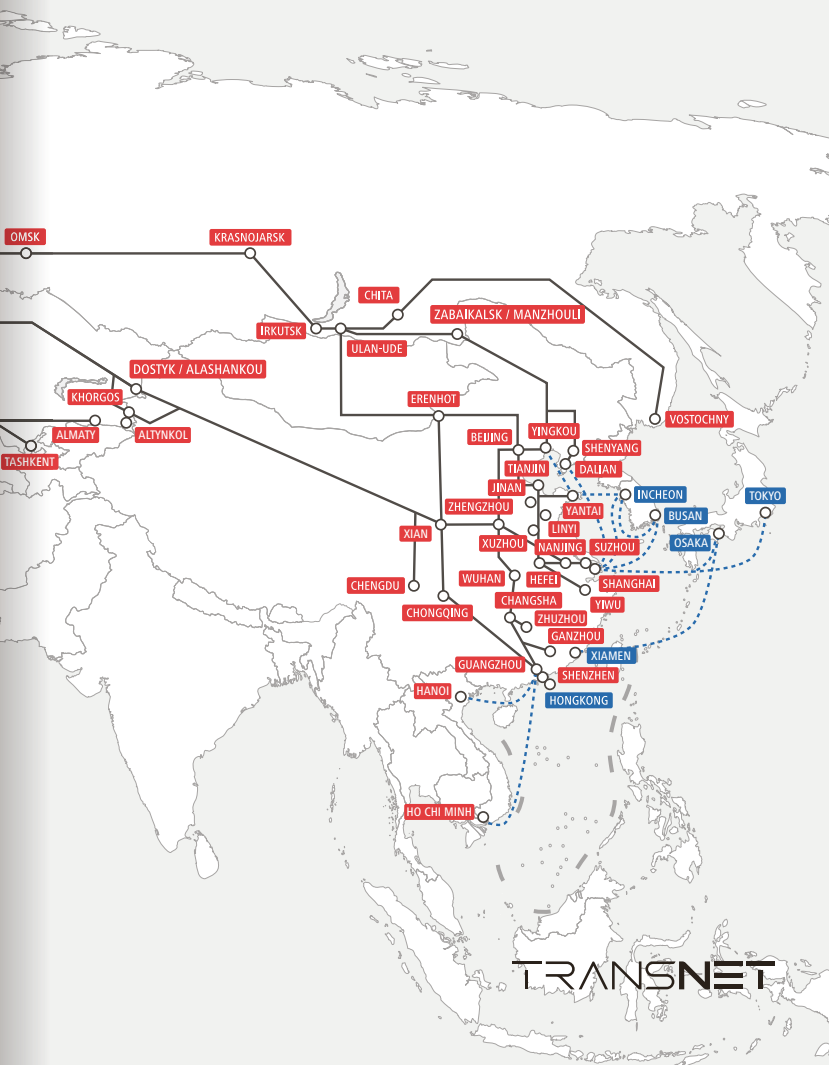 OMSK
KRASNOJARSK
CHITA
ZABAIKALSK / MANZHOULI
IRKUTSK
ULAN-UDE
DOSTYK / ALASHANKOU
KHORGOS
ERENHOT
VOSTOCHNY
ALMATY
ALTYNKOL
BEIJING
YINGKOU
SHENYANG
TASHKENT
TIANJIN
DALIAN
JINAN
INCHEON
TOKYO
ZHENGZHOU
YANTAI
BUSAN
XIAN
LINYI
OSAKA
XUZHOU
NANJING
SUZHOU
CHENGDU
WUHAN
HEFEI
SHANGHAI
CHONGQING
CHANGSHA
YIWU
ZHUZHOU
GANZHOU
XIAMEN
GUANGZHOU
SHENZHEN
HANOI
HONGKONG
HO CHI MINH
TRANSNET